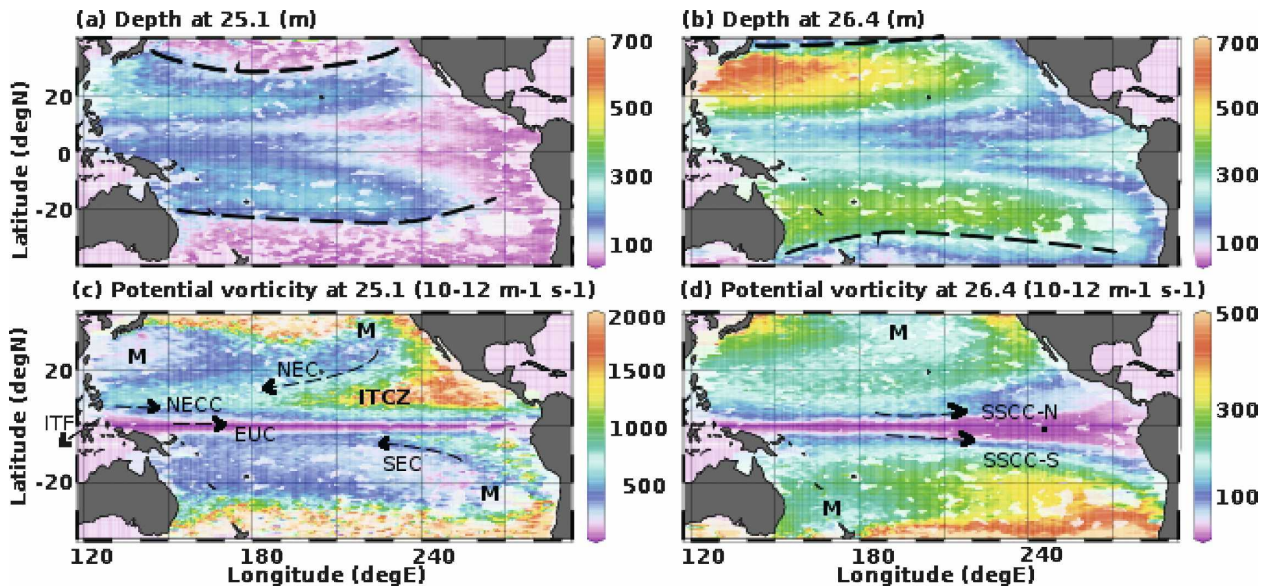 (a) Depth at 25.1 (m)
(b) Depth at 26.4 (m)
Latitude (degN)
20
0
-20
700
500
300
100
700
500
300
100
(c) Potential vorticity at 25.1 (10-12 m-1 s-1)
(d) Potential vorticity at 26.4 (10-12 m-1 s-1)
Latitude (degN)
20
0
-20
M
M
NEC
NECC
ITCZ
ITF
EUC
SEC
M
2000
1500
1000
500
M
SSCC-N
SSCC-S
M
500
300
100
120
180
240
Longitude (degE)
120
180
240
Longitude (degE)